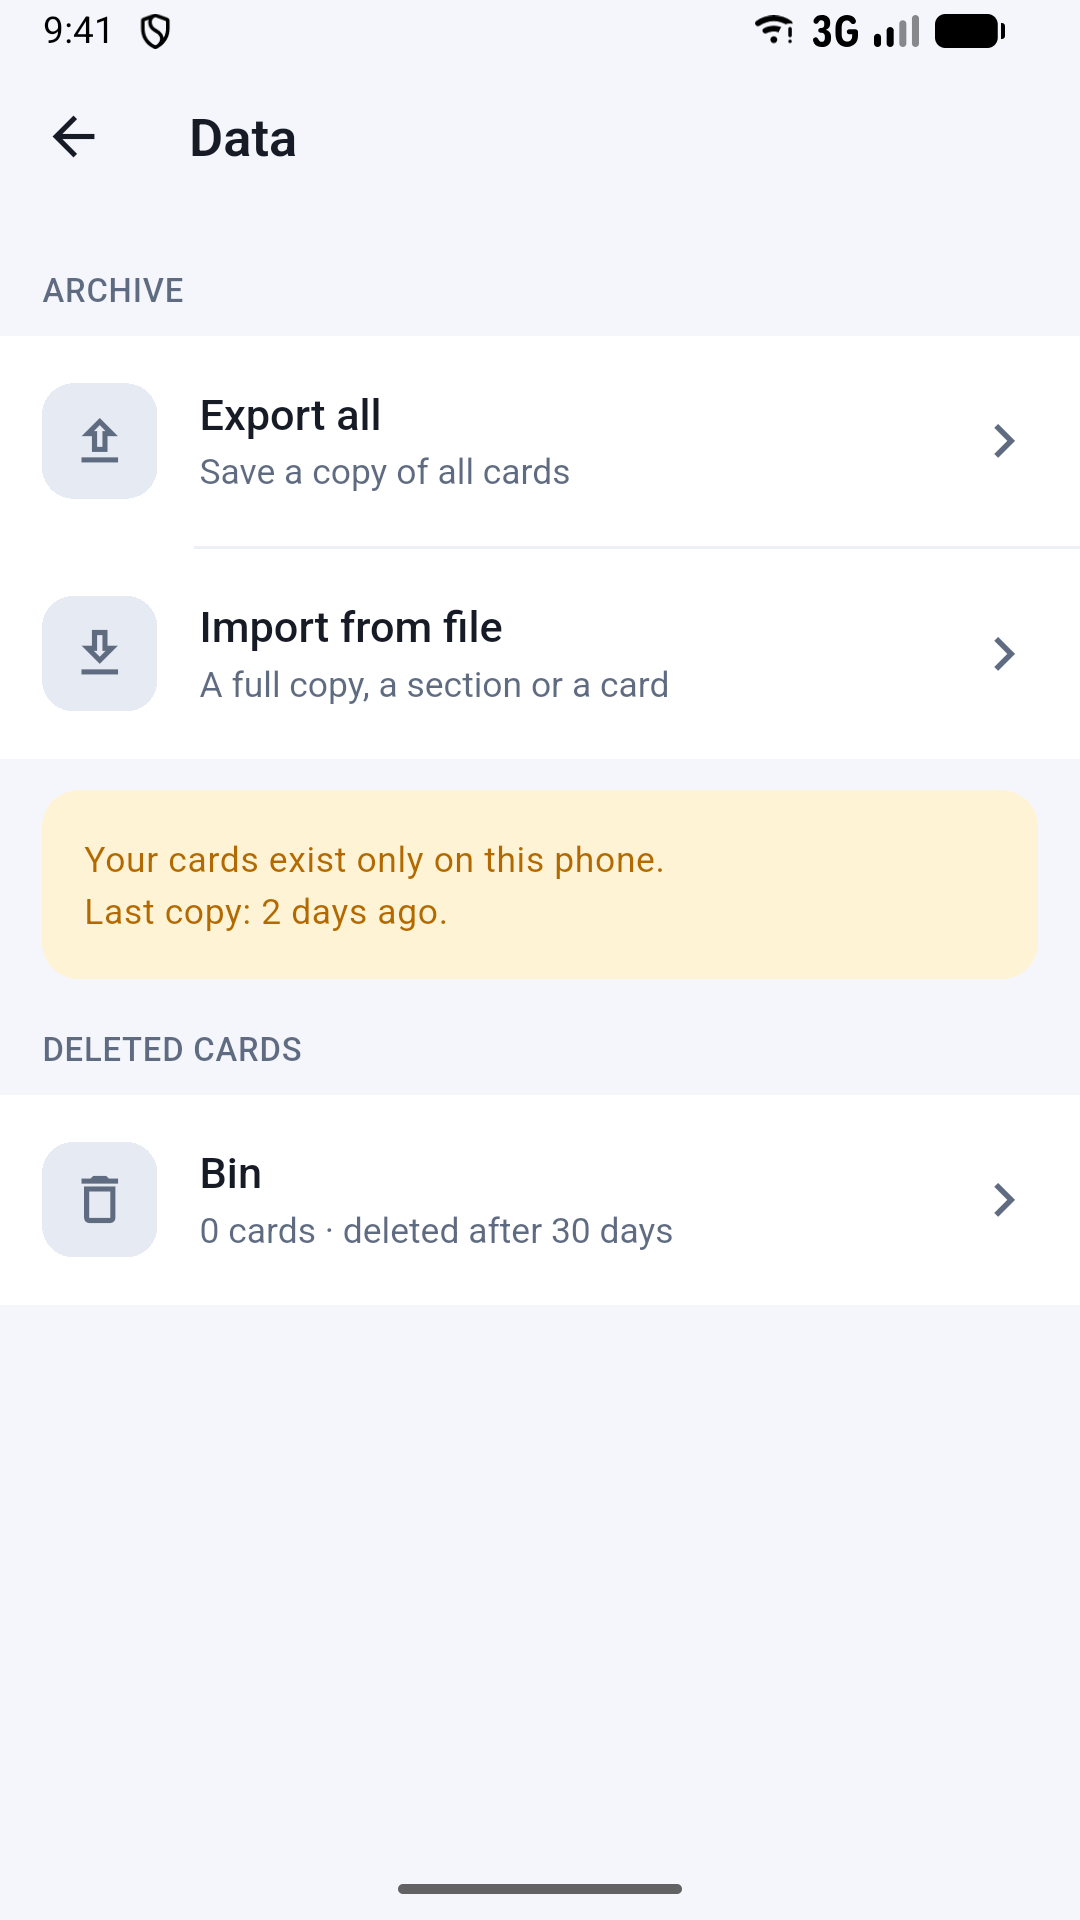 9:41
3G
Data
ARCHIVE
Export all
Save a copy of all cards
Import from file
A full copy, a section or a card
Your cards exist only on this phone.
Last copy: 2 days ago.
DELETED CARDS
Bin
0 cards · deleted after 30 days